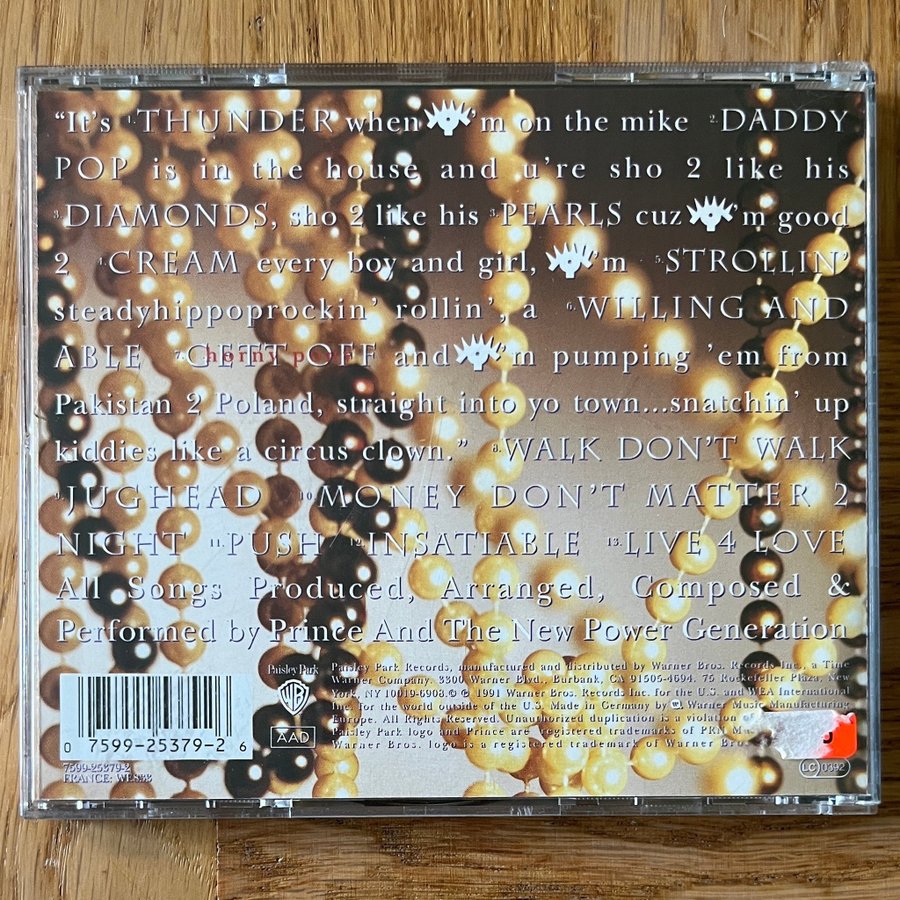 "It's 1. THUNDER when 'm on the mike 2. DADDY
POP is in the house and u're sho 2 like his
3. DIAMONDS, sho 2 like his 3. PEARLS cuz 'm good
2 4. CREAM every boy and girl, 'm 5. STROLLIN'
steadyhippoprockin' rollin', a 6. WILLING AND
ABLE 7. GETT OFF horny pony and 'm pumping 'em from
Pakistan 2 Poland, straight into yo town...snatchin' up
kiddies like a circus clown." 8. WALK DON'T WALK
9. JUGHEAD 10. MONEY DON'T MATTER 2
NIGHT 11. PUSH 12. INSATIABLE 13. LIVE 4 LOVE
All Songs Produced, Arranged, Composed &
Performed by Prince And The New Power Generation
Paisley Park
WB
AAD
Paisley Park Records, manufactured and distributed by Warner Bros. Records Inc., a Time
Warner Company. 3300 Warner Blvd., Burbank, CA 91505-4694. 75 Rockefeller Plaza, New
York, NY 10019-6908. © ℗ 1991 Warner Bros. Records Inc. for the U.S. and WEA International
Inc. for the world outside of the U.S. Made in Germany by Warner Music Manufacturing
Europe. All Rights Reserved. Unauthorized duplication is a violation of
Paisley Park logo and Prince are registered trademarks of PRN
Warner Bros. logo is a registered trademark of Warner Bros.
0 7599-25379-2 6
7599-25379-2
FRANCE: WE833
LC 0392